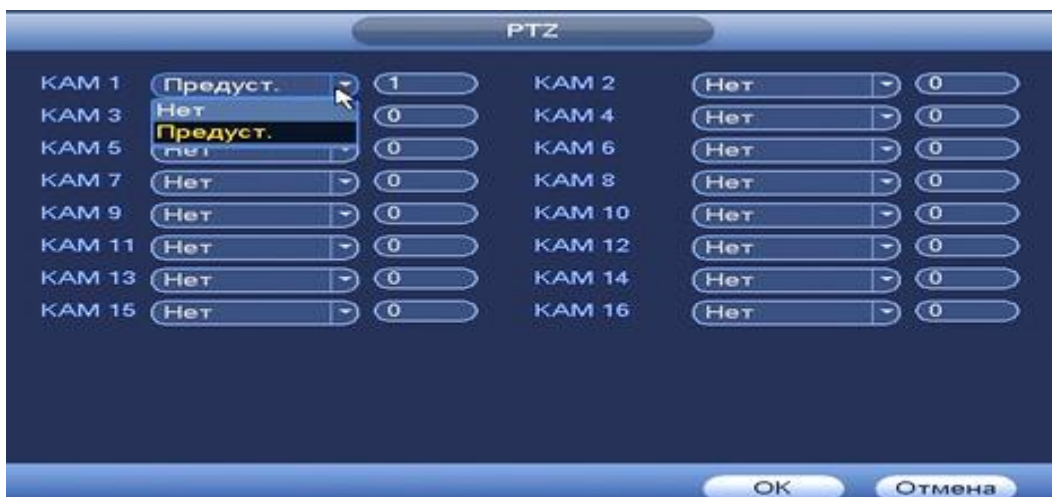 PTZ
КАМ 1 Предуст. 1 КАМ 2 Нет 0
Нет
КАМ 3 0 КАМ 4 Нет 0
Предуст.
КАМ 5 Нет 0 КАМ 6 Нет 0
КАМ 7 Нет 0 КАМ 8 Нет 0
КАМ 9 Нет 0 КАМ 10 Нет 0
КАМ 11 Нет 0 КАМ 12 Нет 0
КАМ 13 Нет 0 КАМ 14 Нет 0
КАМ 15 Нет 0 КАМ 16 Нет 0
OK Отмена